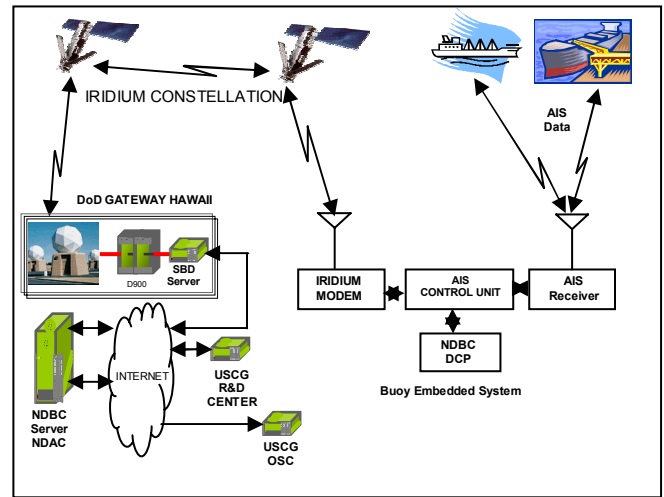 IRIDIUM CONSTELLATION
AIS
Data
DoD GATEWAY HAWAII
D900
SBD
Server
IRIDIUM
MODEM
AIS
CONTROL UNIT
AIS
Receiver
NDBC
DCP
Buoy Embedded System
INTERNET
NDBC
Server
NDAC
USCG
R&D
CENTER
USCG
OSC